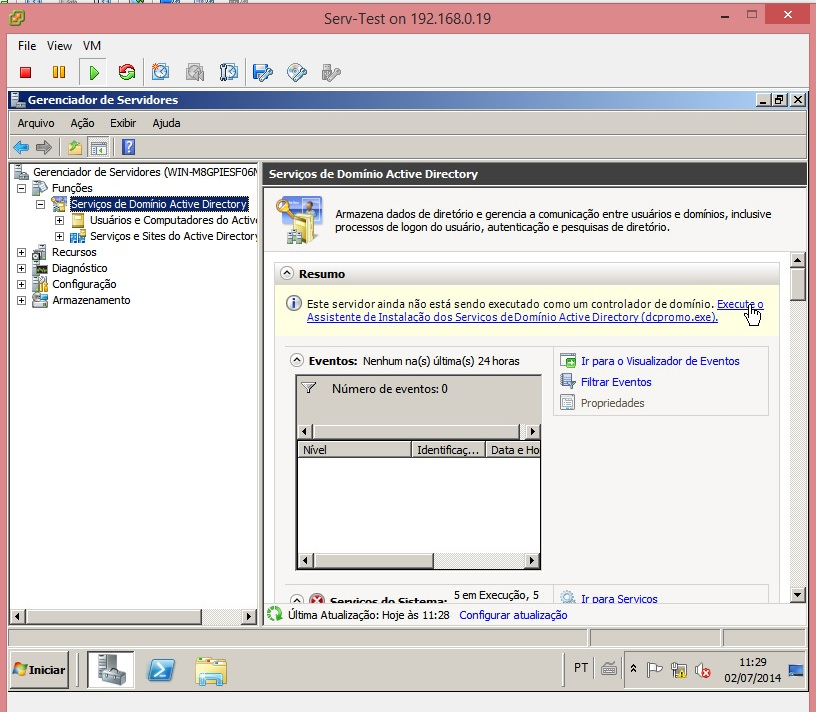 Serv-Test on 192.168.0.19
File View VM
Gerenciador de Servidores
Arquivo Ação Exibir Ajuda
Gerenciador de Servidores (WIN-M8GPIESF06N
Funções
Serviços de Domínio Active Directory
Usuários e Computadores do Active
Serviços e Sites do Active Directory
Recursos
Diagnóstico
Configuração
Armazenamento
Serviços de Domínio Active Directory
Armazena dados de diretório e gerencia a comunicação entre usuários e domínios, inclusive
processos de logon do usuário, autenticação e pesquisas de diretório.
Resumo
Este servidor ainda não está sendo executado como um controlador de domínio. Execute o
Assistente de Instalação dos Serviços de Domínio Active Directory (dcpromo.exe).
Eventos: Nenhum na(s) última(s) 24 horas
Número de eventos: 0
Nível Identificaç... Data e Ho
Ir para o Visualizador de Eventos
Filtrar Eventos
Propriedades
Serviços do Sistema: 5 em Execução, 5
Ir para Serviços
Última Atualização: Hoje às 11:28 Configurar atualização
Iniciar
PT
11:29
02/07/2014